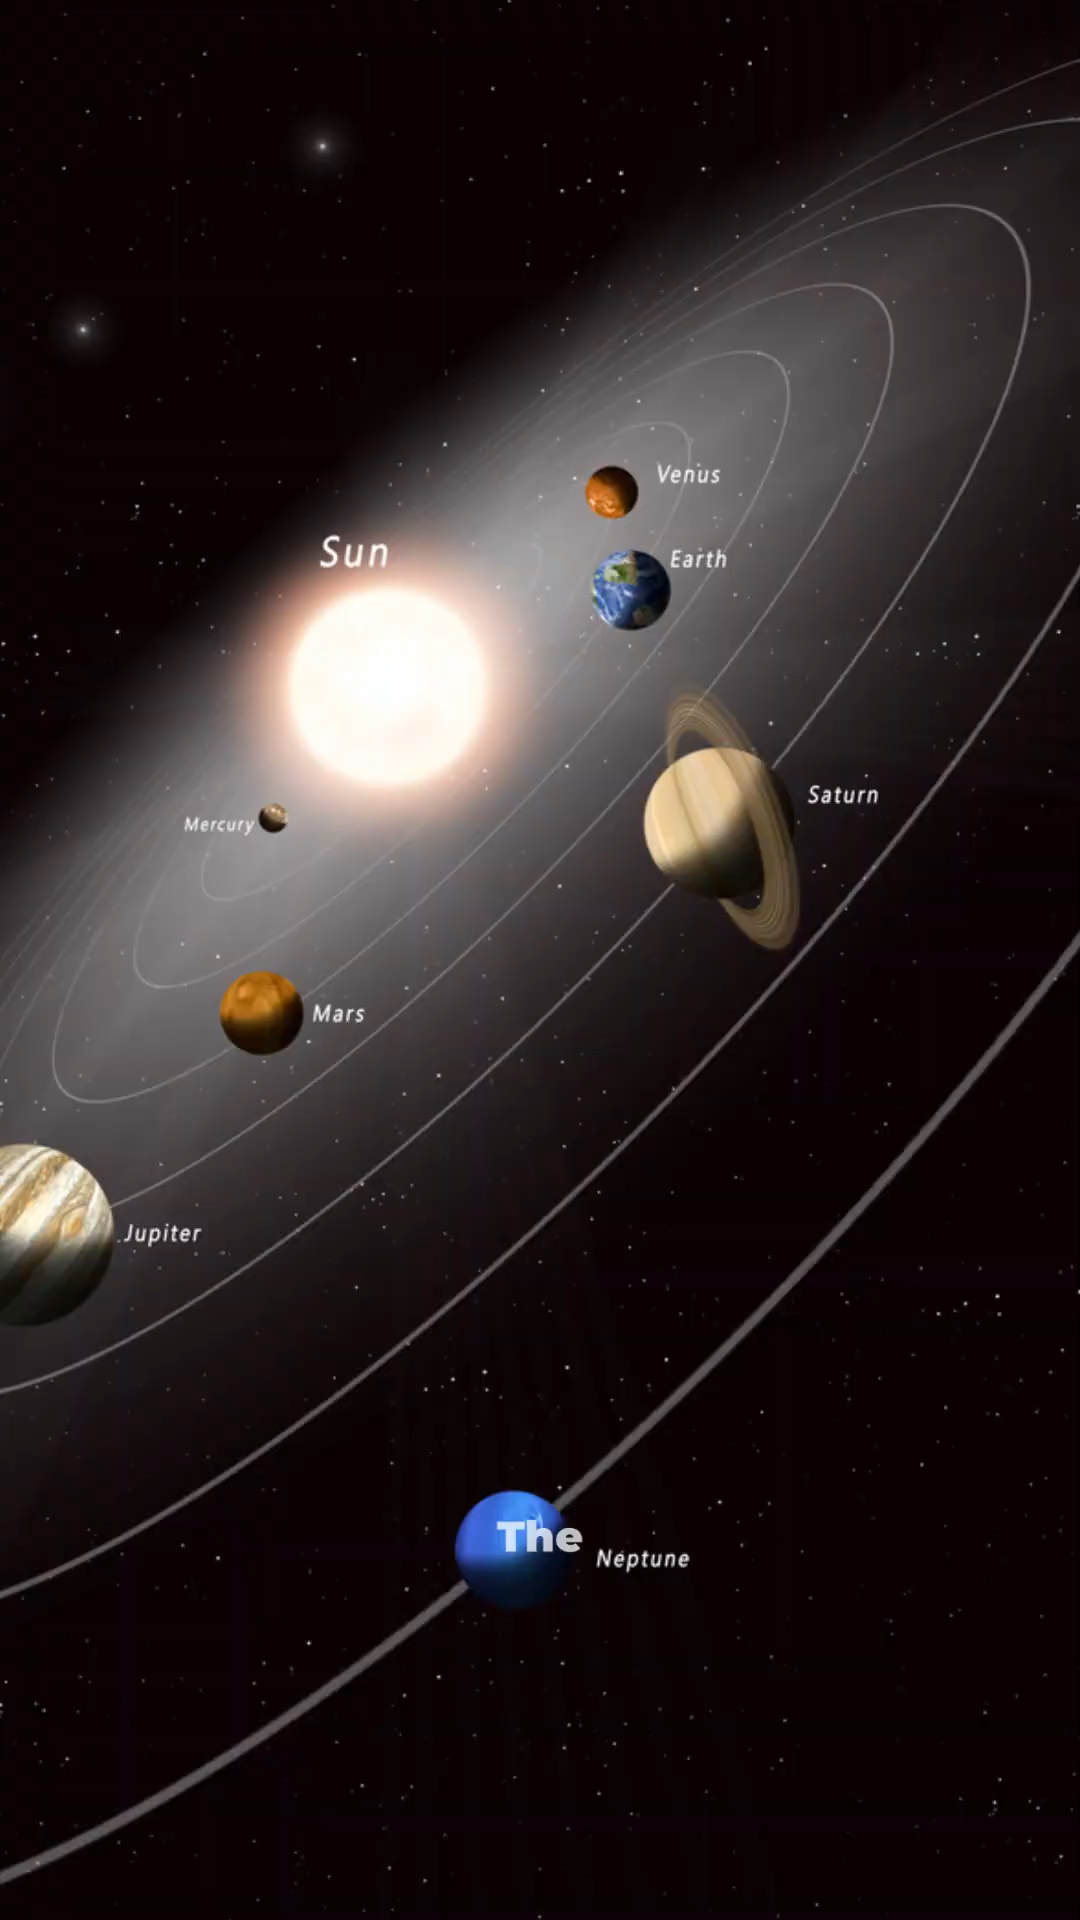 Venus
Sun
Earth
Saturn
Mercury
Mars
Jupiter
The
Neptune